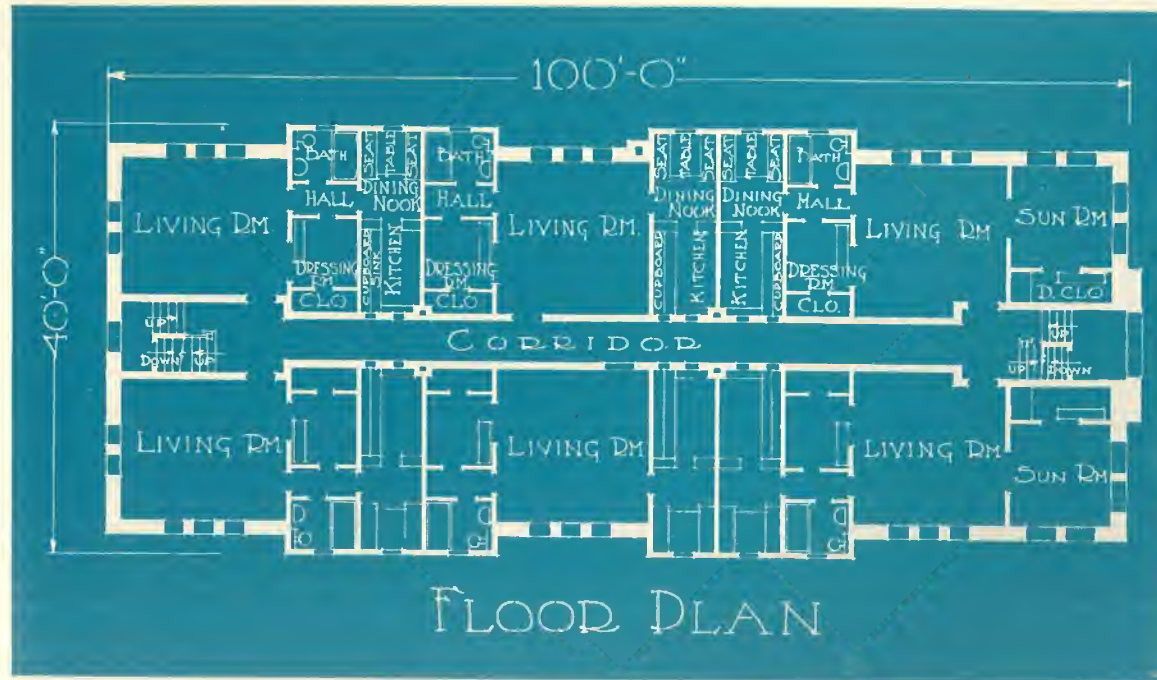 100'-0"
40'-0"
BATH
SEAT
TABLE
SEAT
BATH
SEAT
TABLE
SEAT
SEAT
TABLE
SEAT
BATH
HALL
DINING
NOOK
HALL
DINING
NOOK
DINING
NOOK
HALL
LIVING RM
LIVING RM.
LIVING RM
SUN RM
DRESSING
RM
CLO
CUPBOARD
SINK
KITCHEN
DRESSING
RM
CLO.
CUPBOARD
KITCHEN
KITCHEN
CUPBOARD
DRESSING
RM
CLO.
D. CLO.
UP
DOWN
UP
CORRIDOR
UP
UP
DOWN
LIVING RM
LIVING RM
LIVING RM
SUN RM
FLOOR PLAN